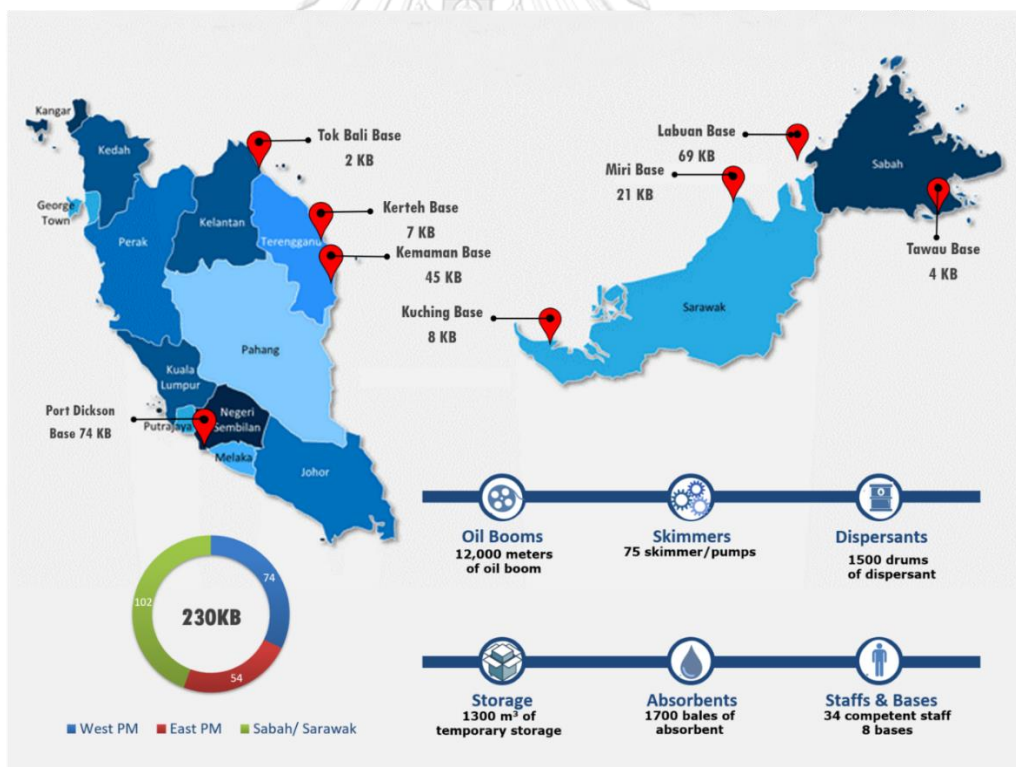 Kangar
Kedah
George
Town
Perak
Kelantan
Terengganu
Pahang
Kuala
Lumpur
Putrajaya
Negeri
Sembilan
Melaka
Johor
Tok Bali Base
2 KB
Kerteh Base
7 KB
Kemaman Base
45 KB
Port Dickson
Base 74 KB
Labuan Base
69 KB
Miri Base
21 KB
Sabah
Tawau Base
4 KB
Kuching Base
8 KB
Sarawak
Oil Booms
12,000 meters
of oil boom
Skimmers
75 skimmer/pumps
Dispersants
1500 drums
of dispersant
Storage
1300 m³ of
temporary storage
Absorbents
1700 bales of
absorbent
Staffs & Bases
34 competent staff
8 bases
102
74
54
230KB
West PM
East PM
Sabah/ Sarawak